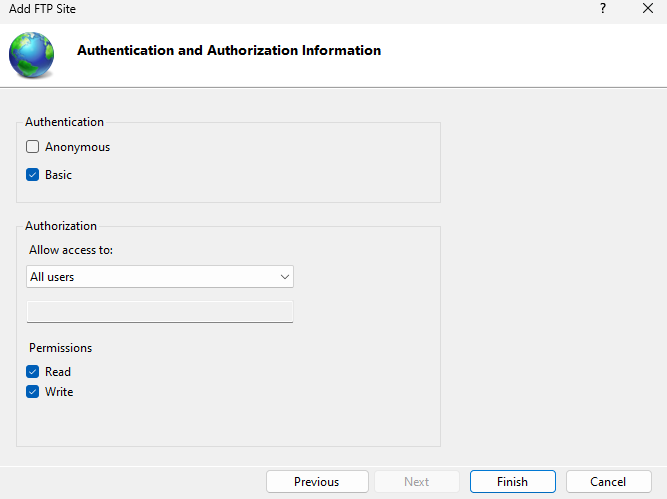 Add FTP Site
?
Authentication and Authorization Information
Authentication
Anonymous
Basic
Authorization
Allow access to:
All users
Permissions
Read
Write
Previous Next Finish Cancel